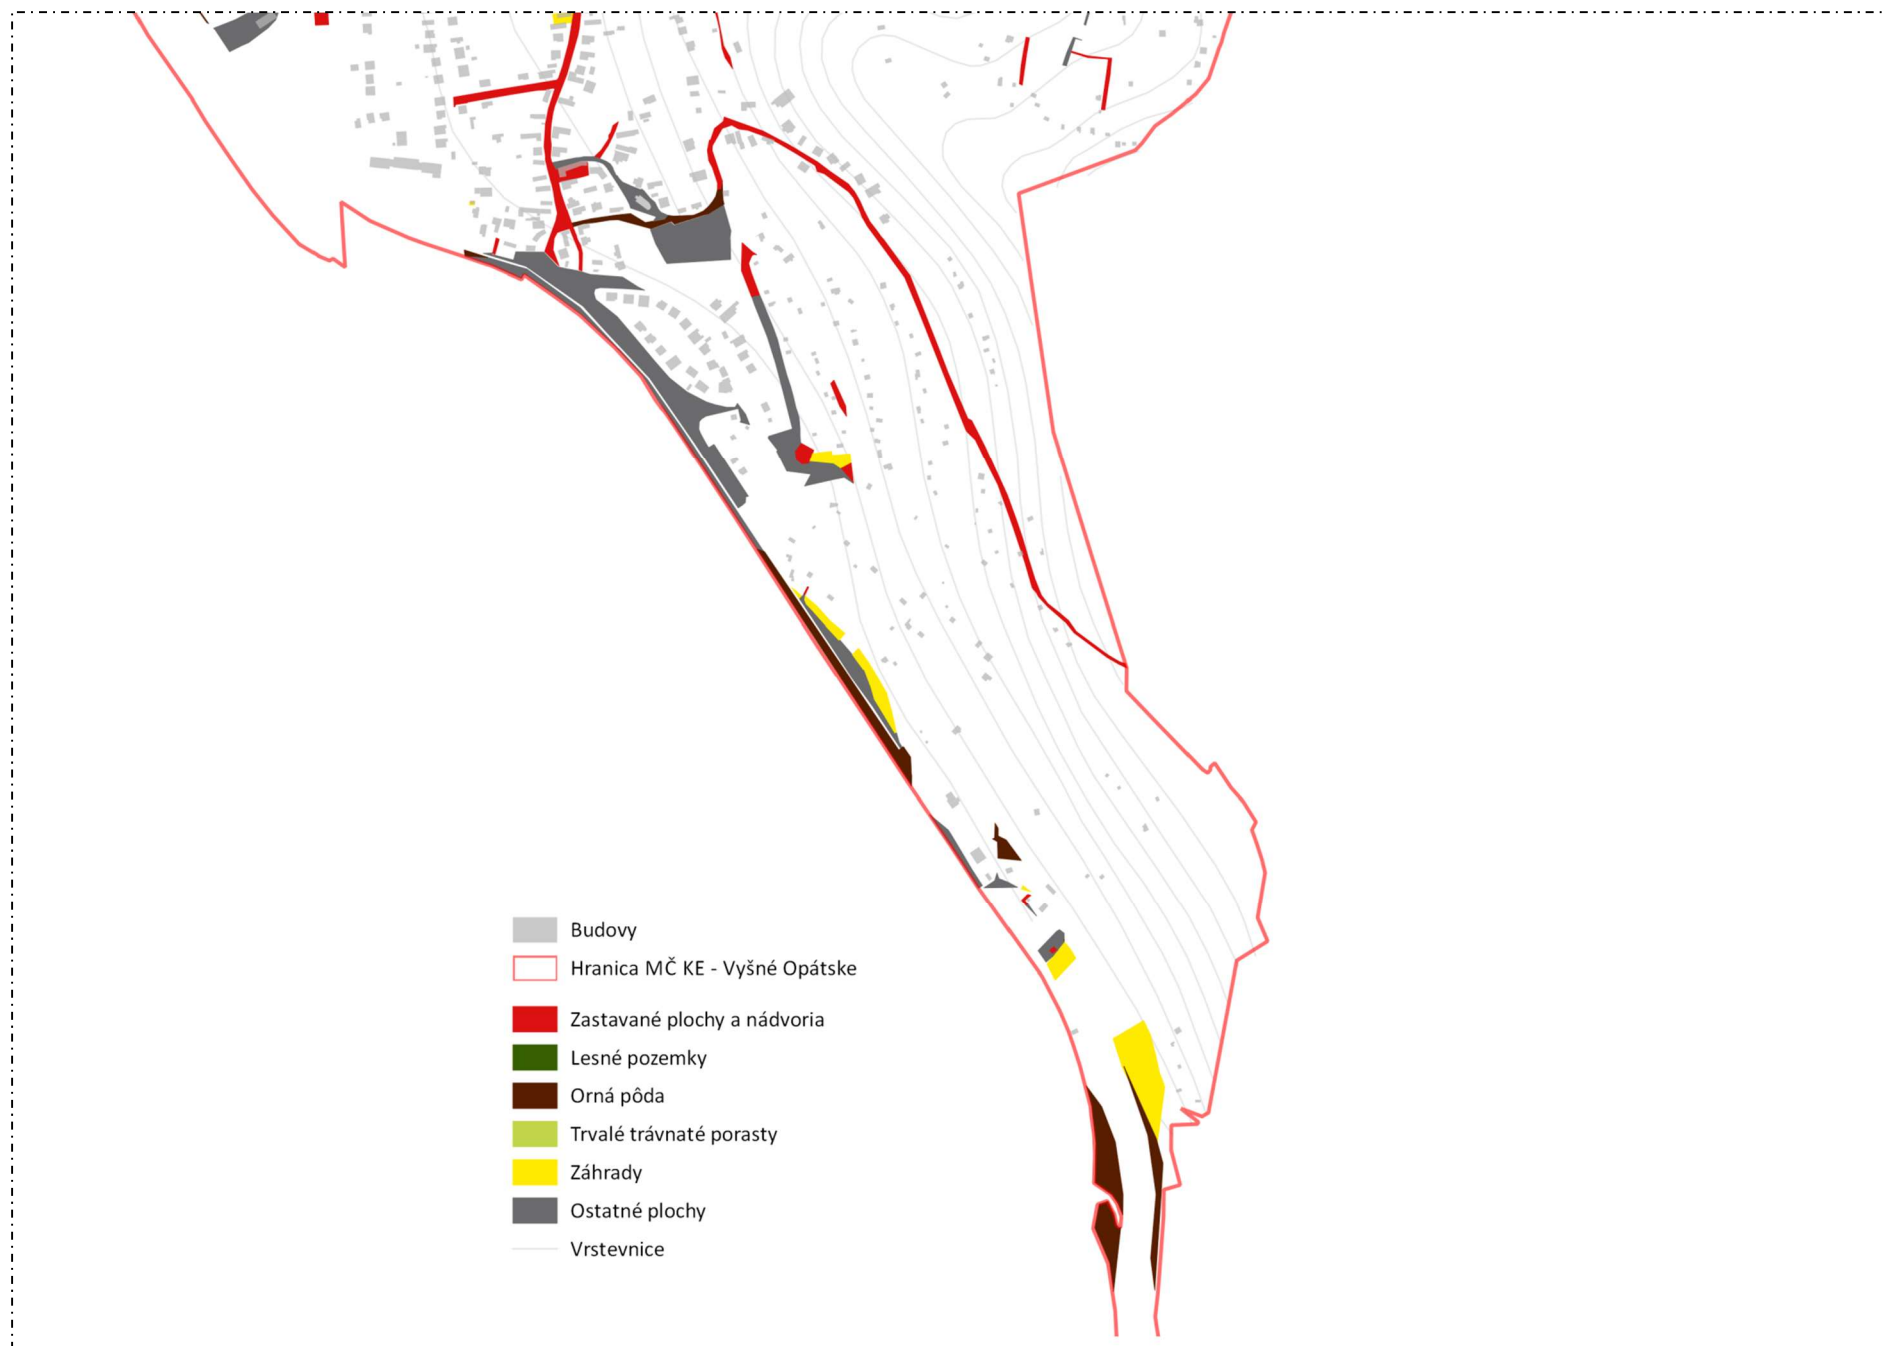 Budovy
Hranica MČ KE - Vyšné Opátske
Zastavané plochy a nádvoria
Lesné pozemky
Orná pôda
Trvalé trávnaté porasty
Záhrady
Ostatné plochy
Vrstevnice